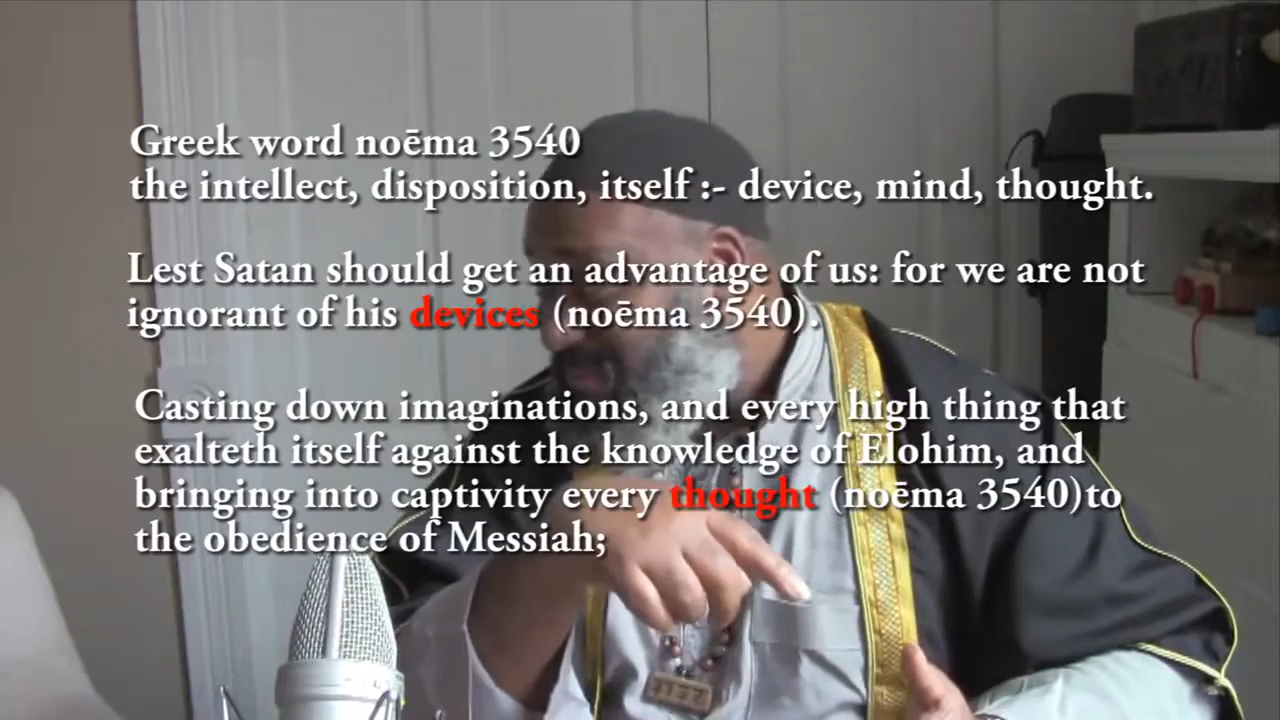 Greek word noēma 3540
the intellect, disposition, itself :- device, mind, thought.
Lest Satan should get an advantage of us: for we are not
ignorant of his devices (noēma 3540).
Casting down imaginations, and every high thing that
exalteth itself against the knowledge of Elohim, and
bringing into captivity every thought (noēma 3540)to
the obedience of Messiah;